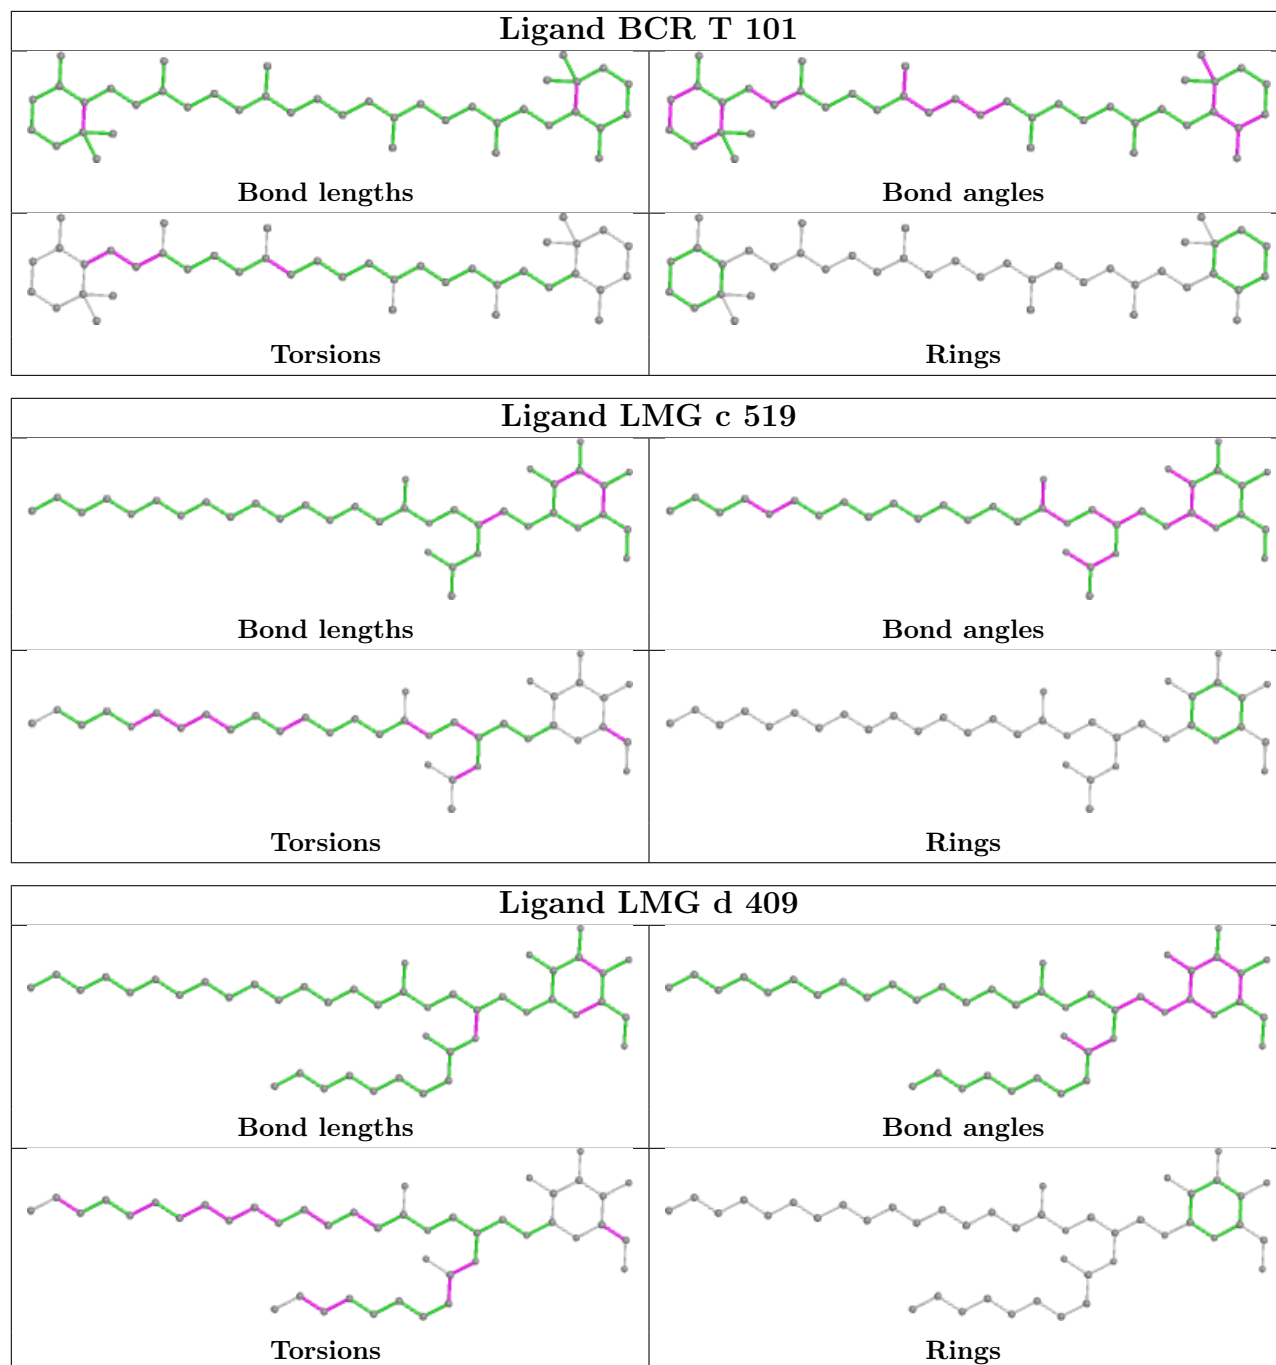 Ligand BCR T 101
Bond lengths
Bond angles
Torsions
Rings
Ligand LMG c 519
Bond lengths
Bond angles
Torsions
Rings
Ligand LMG d 409
Bond lengths
Bond angles
Torsions
Rings